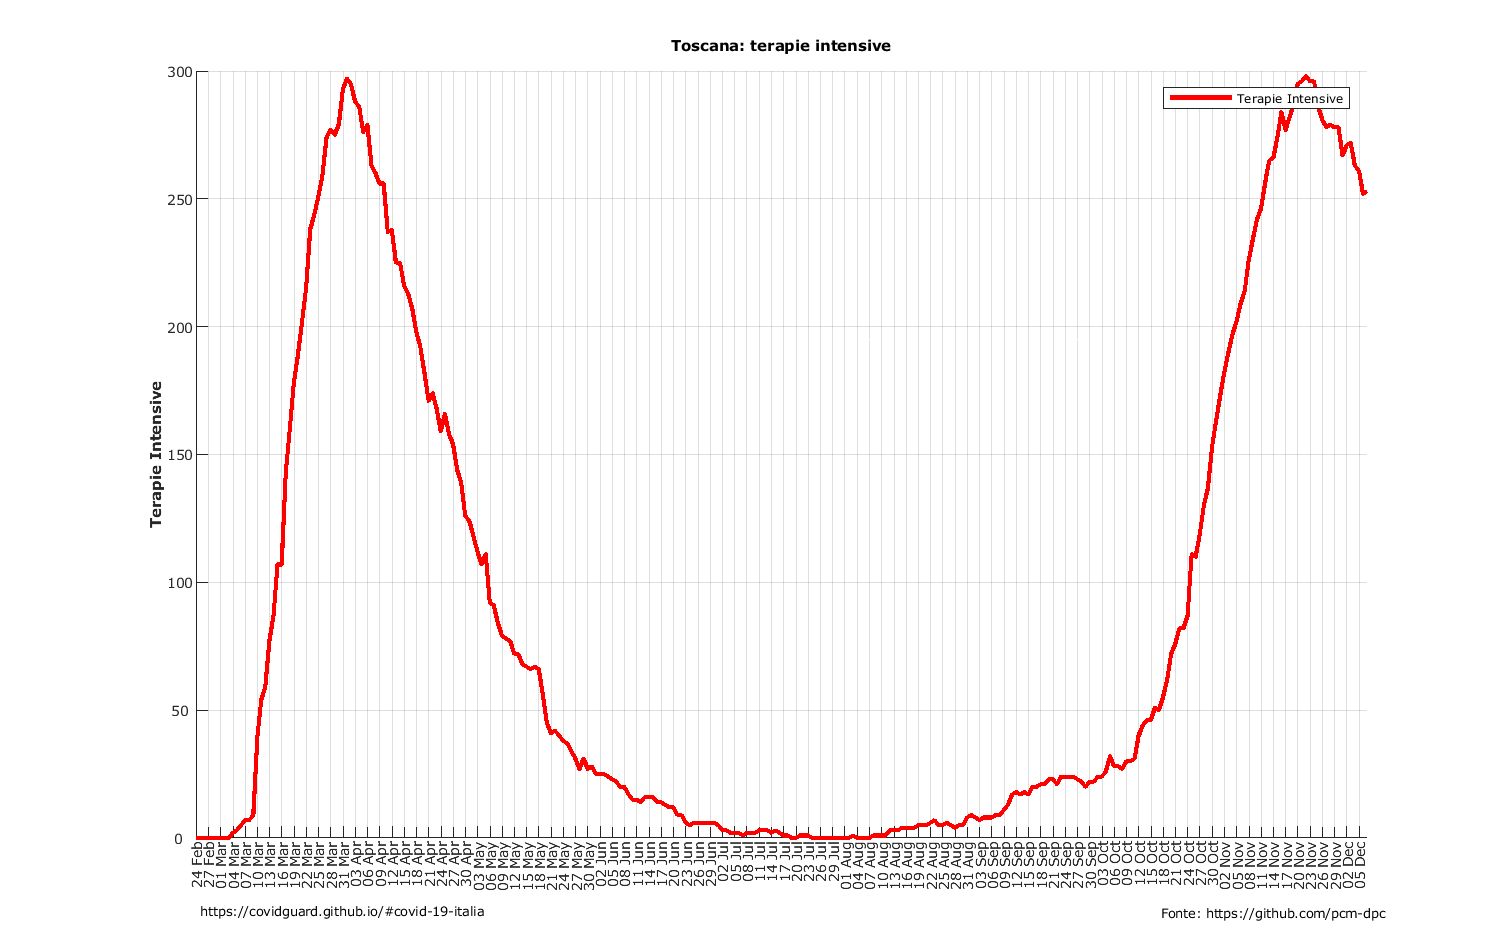 Toscana: terapie intensive
Terapie Intensive
Terapie Intensive
300
250
200
150
100
50
0
24 Feb
27 Feb
01 Mar
04 Mar
07 Mar
10 Mar
13 Mar
16 Mar
19 Mar
22 Mar
25 Mar
28 Mar
31 Mar
03 Apr
06 Apr
09 Apr
12 Apr
15 Apr
18 Apr
21 Apr
24 Apr
27 Apr
30 Apr
03 May
06 May
09 May
12 May
15 May
18 May
21 May
24 May
27 May
30 May
02 Jun
05 Jun
08 Jun
11 Jun
14 Jun
17 Jun
20 Jun
23 Jun
26 Jun
29 Jun
02 Jul
05 Jul
08 Jul
11 Jul
14 Jul
17 Jul
20 Jul
23 Jul
26 Jul
29 Jul
01 Aug
04 Aug
07 Aug
10 Aug
13 Aug
16 Aug
19 Aug
22 Aug
25 Aug
28 Aug
31 Aug
03 Sep
06 Sep
09 Sep
12 Sep
15 Sep
18 Sep
21 Sep
24 Sep
27 Sep
30 Sep
03 Oct
06 Oct
09 Oct
12 Oct
15 Oct
18 Oct
21 Oct
24 Oct
27 Oct
30 Oct
02 Nov
05 Nov
08 Nov
11 Nov
14 Nov
17 Nov
20 Nov
23 Nov
26 Nov
29 Nov
02 Dec
05 Dec
https://covidguard.github.io/#covid-19-italia
Fonte: https://github.com/pcm-dpc